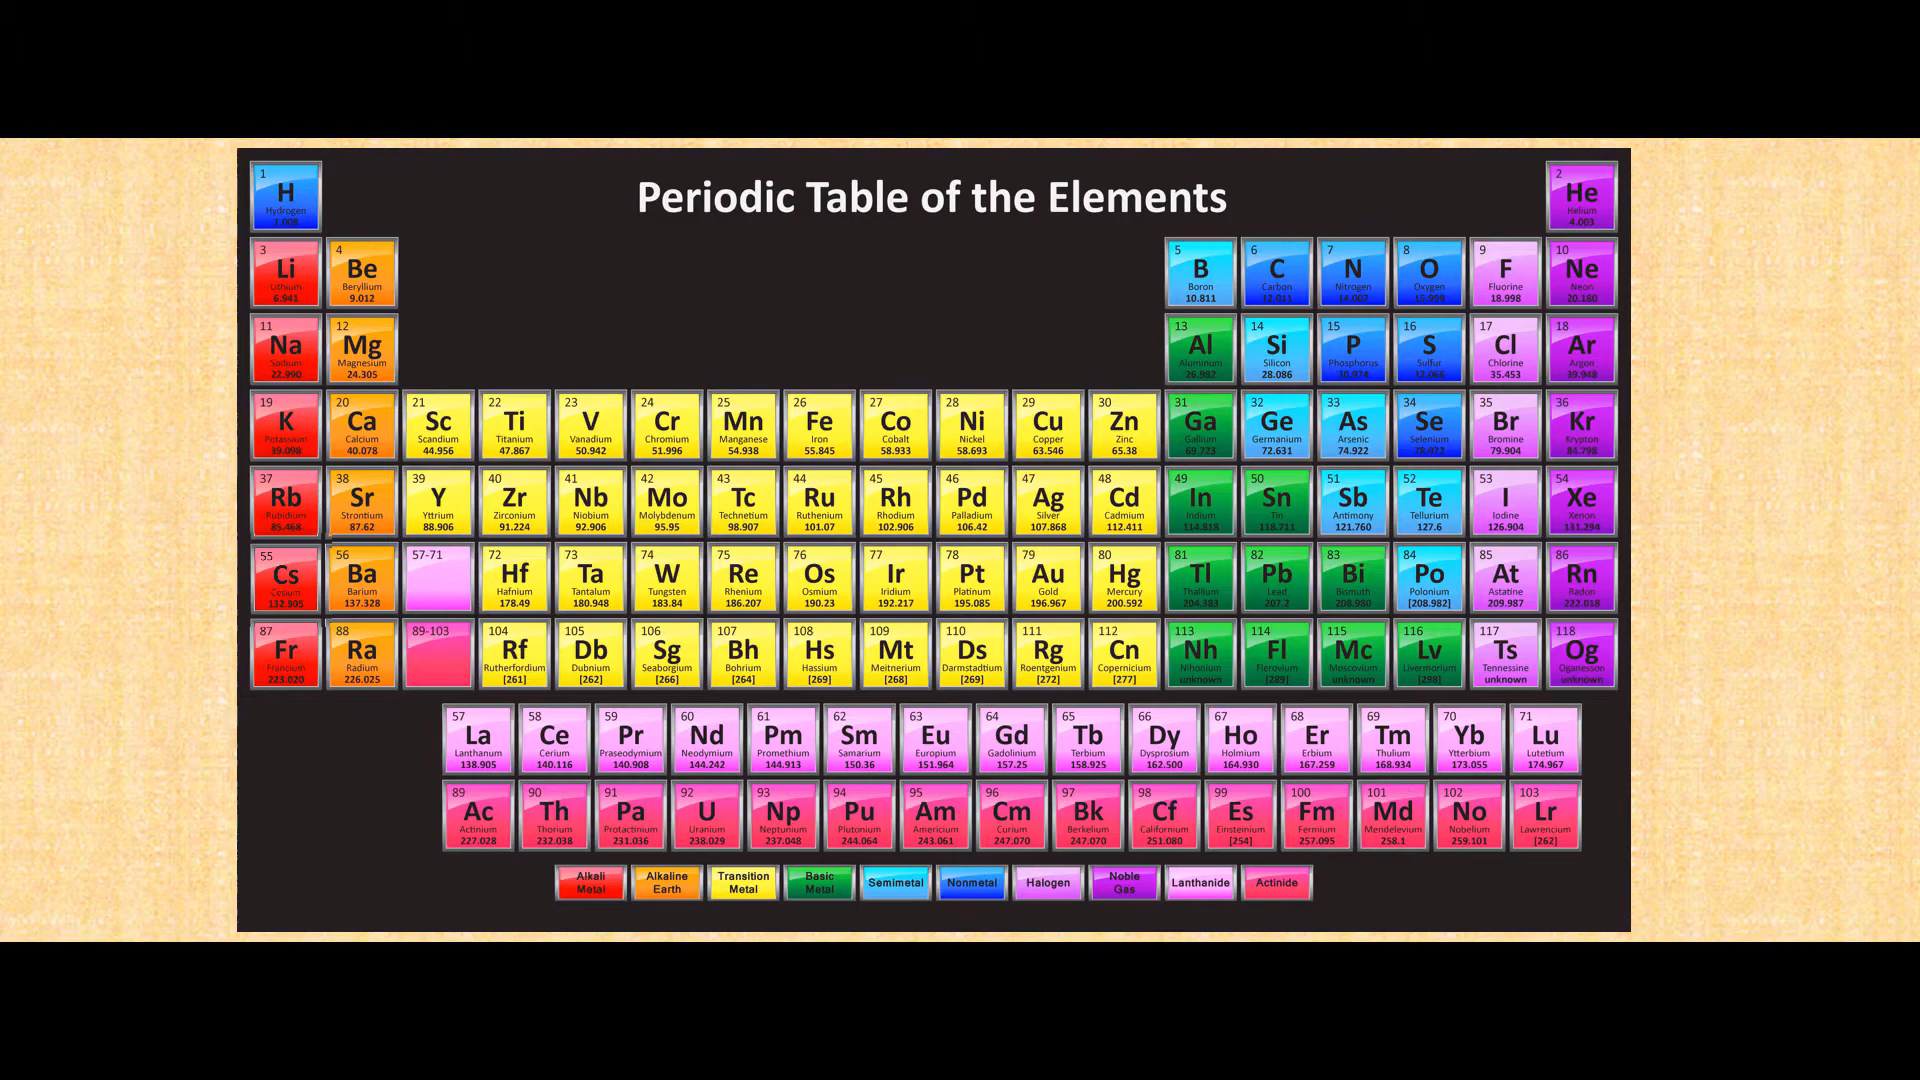 Periodic Table of the Elements
1
H
Hydrogen
1.008
2
He
Helium
4.003
3
Li
Lithium
6.941
4
Be
Beryllium
9.012
5
B
Boron
10.811
6
C
Carbon
12.011
7
N
Nitrogen
14.007
8
O
Oxygen
15.999
9
F
Fluorine
18.998
10
Ne
Neon
20.180
11
Na
Sodium
22.990
12
Mg
Magnesium
24.305
13
Al
Aluminum
26.982
14
Si
Silicon
28.086
15
P
Phosphorus
30.974
16
S
Sulfur
32.066
17
Cl
Chlorine
35.453
18
Ar
Argon
39.948
19
K
Potassium
39.098
20
Ca
Calcium
40.078
21
Sc
Scandium
44.956
22
Ti
Titanium
47.867
23
V
Vanadium
50.942
24
Cr
Chromium
51.996
25
Mn
Manganese
54.938
26
Fe
Iron
55.845
27
Co
Cobalt
58.933
28
Ni
Nickel
58.693
29
Cu
Copper
63.546
30
Zn
Zinc
65.38
31
Ga
Gallium
69.723
32
Ge
Germanium
72.631
33
As
Arsenic
74.922
34
Se
Selenium
78.972
35
Br
Bromine
79.904
36
Kr
Krypton
84.798
37
Rb
Rubidium
85.468
38
Sr
Strontium
87.62
39
Y
Yttrium
88.906
40
Zr
Zirconium
91.224
41
Nb
Niobium
92.906
42
Mo
Molybdenum
95.95
43
Tc
Technetium
98.907
44
Ru
Ruthenium
101.07
45
Rh
Rhodium
102.906
46
Pd
Palladium
106.42
47
Ag
Silver
107.868
48
Cd
Cadmium
112.411
49
In
Indium
114.818
50
Sn
Tin
118.711
51
Sb
Antimony
121.760
52
Te
Tellurium
127.6
53
I
Iodine
126.904
54
Xe
Xenon
131.294
55
Cs
Cesium
132.905
56
Ba
Barium
137.328
57-71
72
Hf
Hafnium
178.49
73
Ta
Tantalum
180.948
74
W
Tungsten
183.84
75
Re
Rhenium
186.207
76
Os
Osmium
190.23
77
Ir
Iridium
192.217
78
Pt
Platinum
195.085
79
Au
Gold
196.967
80
Hg
Mercury
200.592
81
Tl
Thallium
204.383
82
Pb
Lead
207.2
83
Bi
Bismuth
208.980
84
Po
Polonium
[208.982]
85
At
Astatine
209.987
86
Rn
Radon
222.018
87
Fr
Francium
223.020
88
Ra
Radium
226.025
89-103
104
Rf
Rutherfordium
[261]
105
Db
Dubnium
[262]
106
Sg
Seaborgium
[266]
107
Bh
Bohrium
[264]
108
Hs
Hassium
[269]
109
Mt
Meitnerium
[268]
110
Ds
Darmstadtium
[269]
111
Rg
Roentgenium
[272]
112
Cn
Copernicium
[277]
113
Nh
Nihonium
unknown
114
Fl
Flerovium
[289]
115
Mc
Moscovium
unknown
116
Lv
Livermorium
[298]
117
Ts
Tennessine
unknown
118
Og
Oganesson
unknown
57
La
Lanthanum
138.905
58
Ce
Cerium
140.116
59
Pr
Praseodymium
140.908
60
Nd
Neodymium
144.242
61
Pm
Promethium
144.913
62
Sm
Samarium
150.36
63
Eu
Europium
151.964
64
Gd
Gadolinium
157.25
65
Tb
Terbium
158.925
66
Dy
Dysprosium
162.500
67
Ho
Holmium
164.930
68
Er
Erbium
167.259
69
Tm
Thulium
168.934
70
Yb
Ytterbium
173.055
71
Lu
Lutetium
174.967
89
Ac
Actinium
227.028
90
Th
Thorium
232.038
91
Pa
Protactinium
231.036
92
U
Uranium
238.029
93
Np
Neptunium
237.048
94
Pu
Plutonium
244.064
95
Am
Americium
243.061
96
Cm
Curium
247.070
97
Bk
Berkelium
247.070
98
Cf
Californium
251.080
99
Es
Einsteinium
[254]
100
Fm
Fermium
257.095
101
Md
Mendelevium
258.1
102
No
Nobelium
259.101
103
Lr
Lawrencium
[262]
Alkali
Metal
Alkaline
Earth
Transition
Metal
Basic
Metal
Semimetal
Nonmetal
Halogen
Noble
Gas
Lanthanide
Actinide